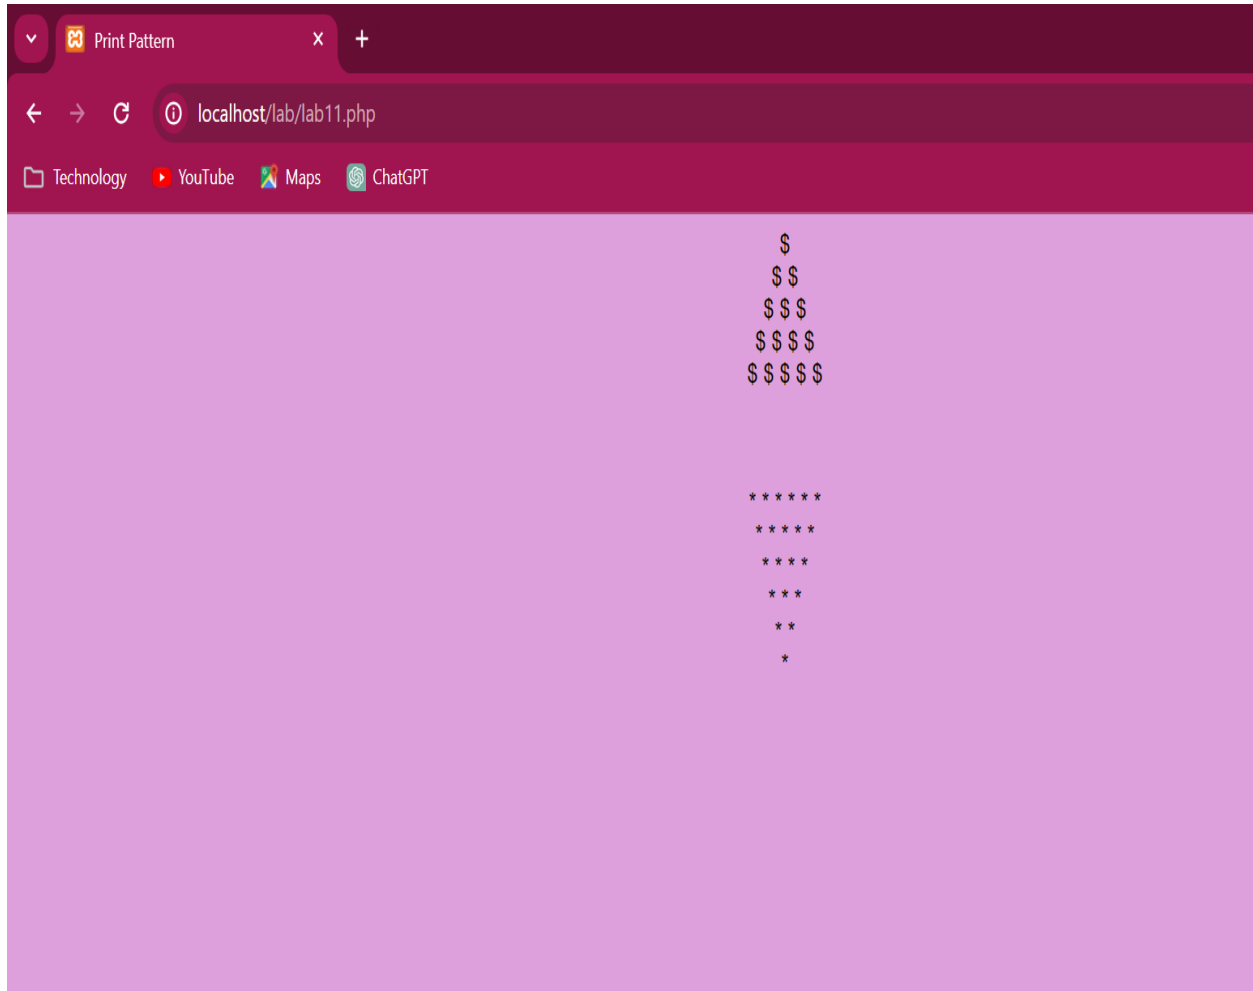 Print Pattern
localhost/lab/lab11.php
Technology YouTube Maps ChatGPT
$
$ $
$ $ $
$ $ $ $
$ $ $ $ $
* * * * * *
* * * * *
* * * *
* * *
* *
*